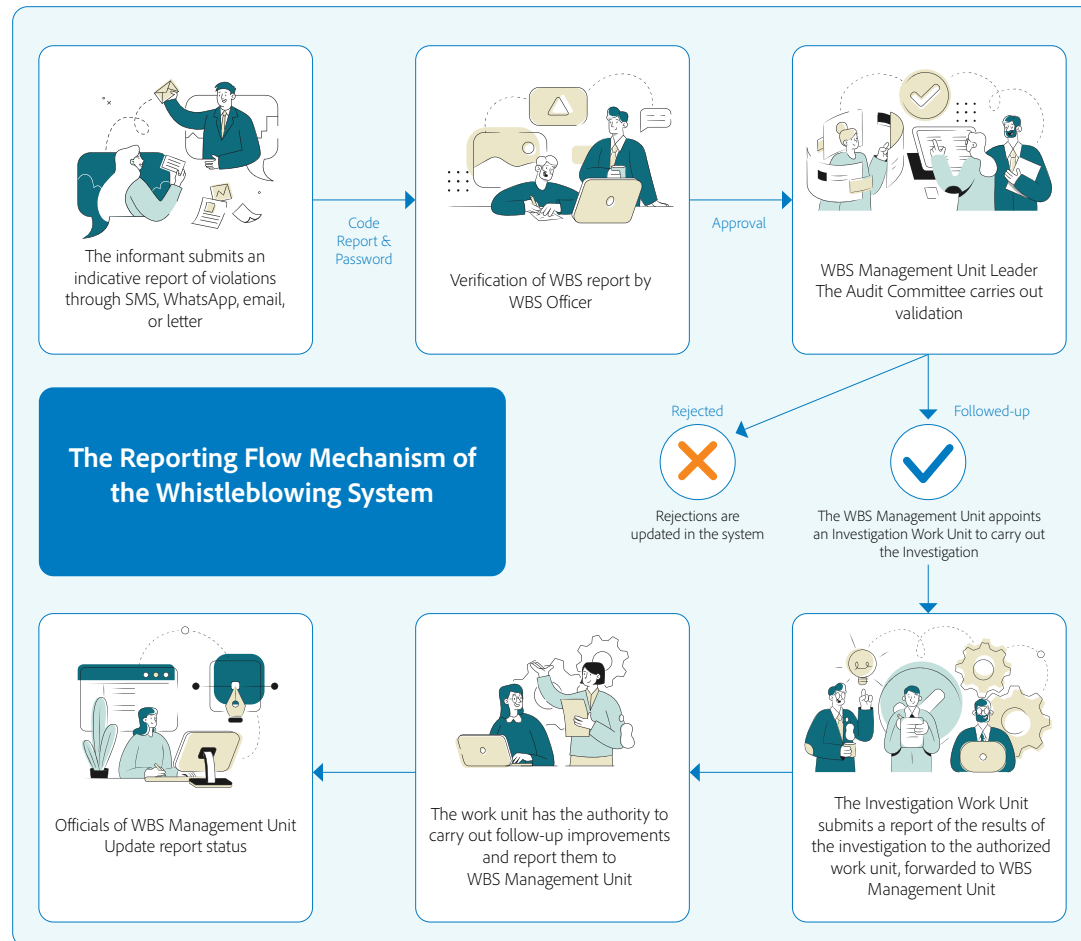 The informant submits an
indicative report of violations
through SMS, WhatsApp, email,
or letter
Code
Report &
Password
Verification of WBS report by
WBS Officer
Approval
WBS Management Unit Leader
The Audit Committee carries out
validation
The Reporting Flow Mechanism of
the Whistleblowing System
Rejected
Rejections are
updated in the system
Followed-up
The WBS Management Unit appoints
an Investigation Work Unit to carry out
the Investigation
The Investigation Work Unit
submits a report of the results of
the investigation to the authorized
work unit, forwarded to WBS
Management Unit
The work unit has the authority to
carry out follow-up improvements
and report them to
WBS Management Unit
Officials of WBS Management Unit
Update report status